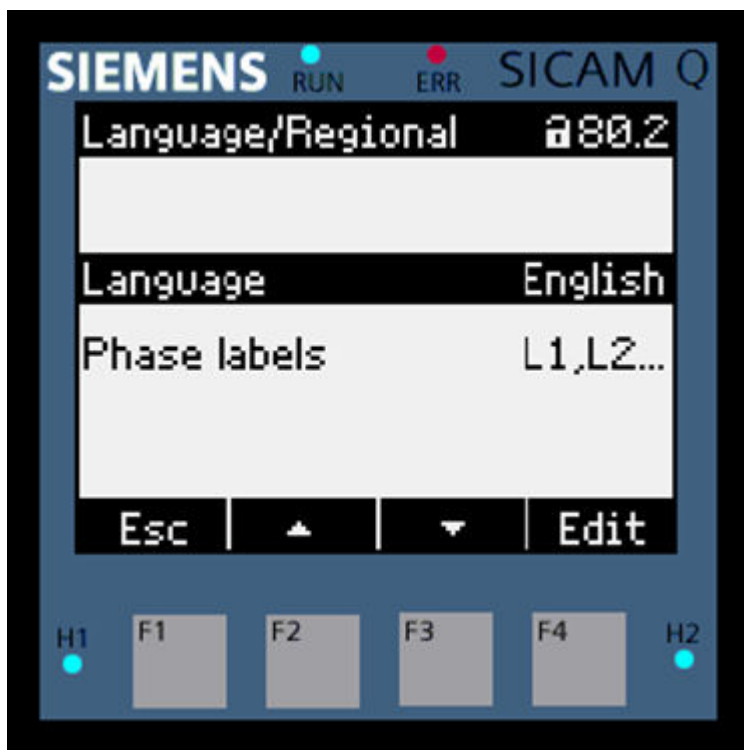 SIEMENS RUN ERR SICAM Q
Language/Regional 80.2
Language English
Phase labels L1,L2...
Esc Edit
H1 F1 F2 F3 F4 H2